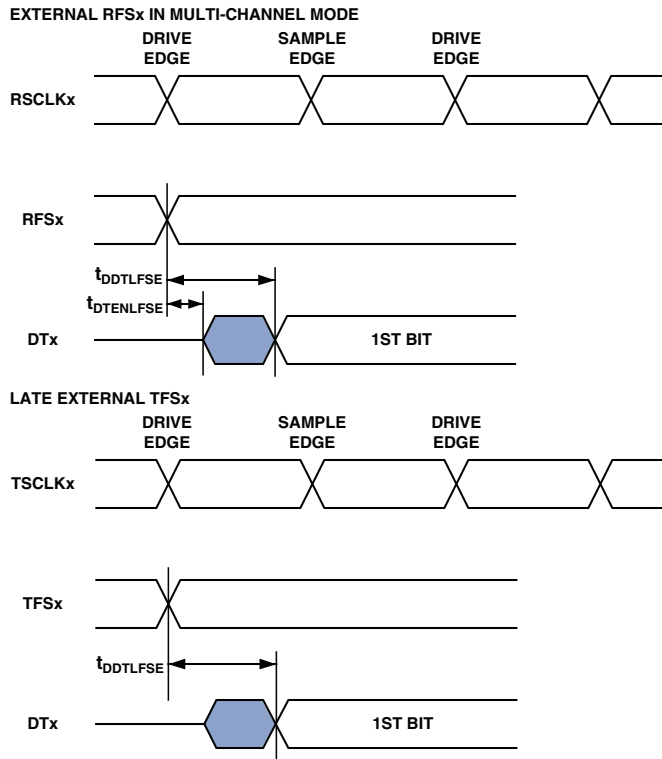 EXTERNAL RFSx IN MULTI-CHANNEL MODE
DRIVE EDGE
SAMPLE EDGE
DRIVE EDGE
RSCLKx
RFSx
tDDTLFSE
tDTENLFSE
DTx
1ST BIT
LATE EXTERNAL TFSx
DRIVE EDGE
SAMPLE EDGE
DRIVE EDGE
TSCLKx
TFSx
tDDTLFSE
DTx
1ST BIT